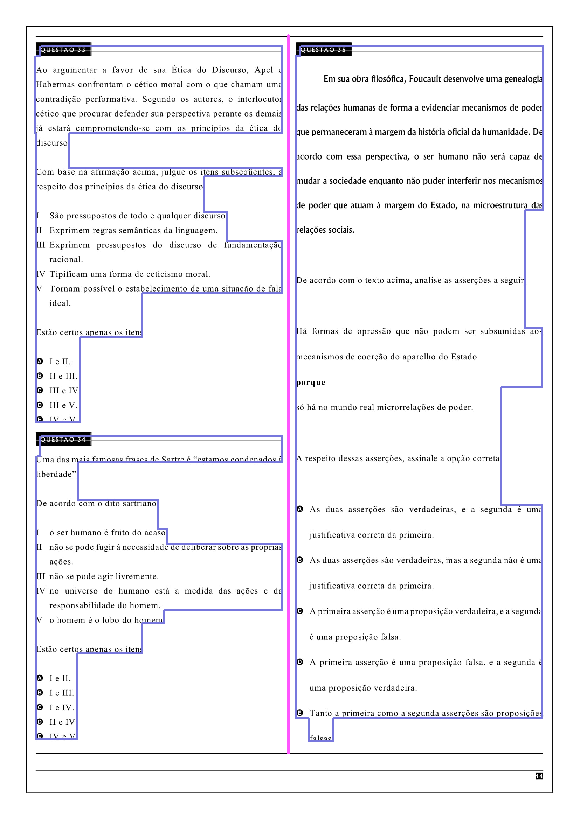 QUESTÃO 33
Ao argumentar a favor de sua Ética do Discurso, Apel e
Habermas confrontam o cético moral com o que chamam uma
contradição performativa. Segundo os autores, o interlocutor
cético que procurar defender sua perspectiva perante os demais
já estará comprometendo-se com os princípios da ética do
discurso.
Com base na afirmação acima, julgue os itens subseqüentes, a
respeito dos princípios da ética do discurso.
I São pressupostos de todo e qualquer discurso.
II Exprimem regras semânticas da linguagem.
III Exprimem pressupostos do discurso de fundamentação
racional.
IV Tipificam uma forma de ceticismo moral.
V Tornam possível o estabelecimento de uma situação de fala
ideal.
Estão certos apenas os itens
A I e II.
B II e III.
C III e IV.
D III e V.
E IV e V.
QUESTÃO 34
Uma das mais famosas frases de Sartre é "estamos condenados à
liberdade".
De acordo com o dito sartriano,
I o ser humano é fruto do acaso.
II não se pode fugir à necessidade de deliberar sobre as próprias
ações.
III não se pode agir livremente.
IV no universo do humano está a medida das ações e da
responsabilidade do homem.
V o homem é o lobo do homem.
Estão certos apenas os itens
A I e II.
B I e III.
C I e IV.
D II e IV.
E IV e V.
QUESTÃO 35
Em sua obra filosófica, Foucault desenvolve uma genealogia
das relações humanas de forma a evidenciar mecanismos de poder
que permaneceram à margem da história oficial da humanidade. De
acordo com essa perspectiva, o ser humano não será capaz de
mudar a sociedade enquanto não puder interferir nos mecanismos
de poder que atuam à margem do Estado, na microestrutura das
relações sociais.
De acordo com o texto acima, analise as asserções a seguir.
Há formas de opressão que não podem ser subsumidas aos
mecanismos de coerção do aparelho do Estado
porque
só há no mundo real microrrelações de poder.
A respeito dessas asserções, assinale a opção correta.
A As duas asserções são verdadeiras, e a segunda é uma
justificativa correta da primeira.
B As duas asserções são verdadeiras, mas a segunda não é uma
justificativa correta da primeira.
C A primeira asserção é uma proposição verdadeira, e a segunda
é uma proposição falsa.
D A primeira asserção é uma proposição falsa, e a segunda é
uma proposição verdadeira.
E Tanto a primeira como a segunda asserções são proposições
falsas.